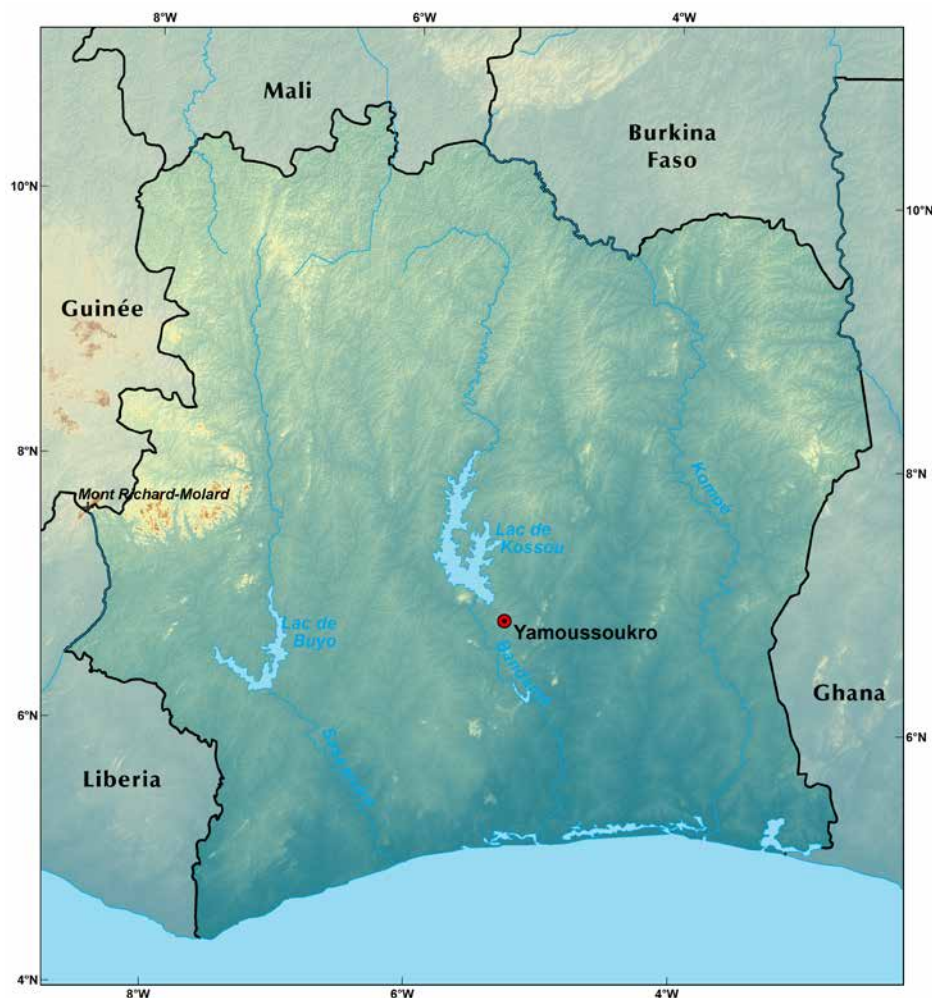 8°W
6°W
4°W
Mali
Burkina
Faso
10°N
10°N
Guinée
8°N
8°N
Mont Richard-Molard
Komoé
Lac de
Kossou
Lac de
Buyo
Yamoussoukro
Bandama
6°N
6°N
Ghana
Liberia
Sassandra
4°N
8°W
6°W